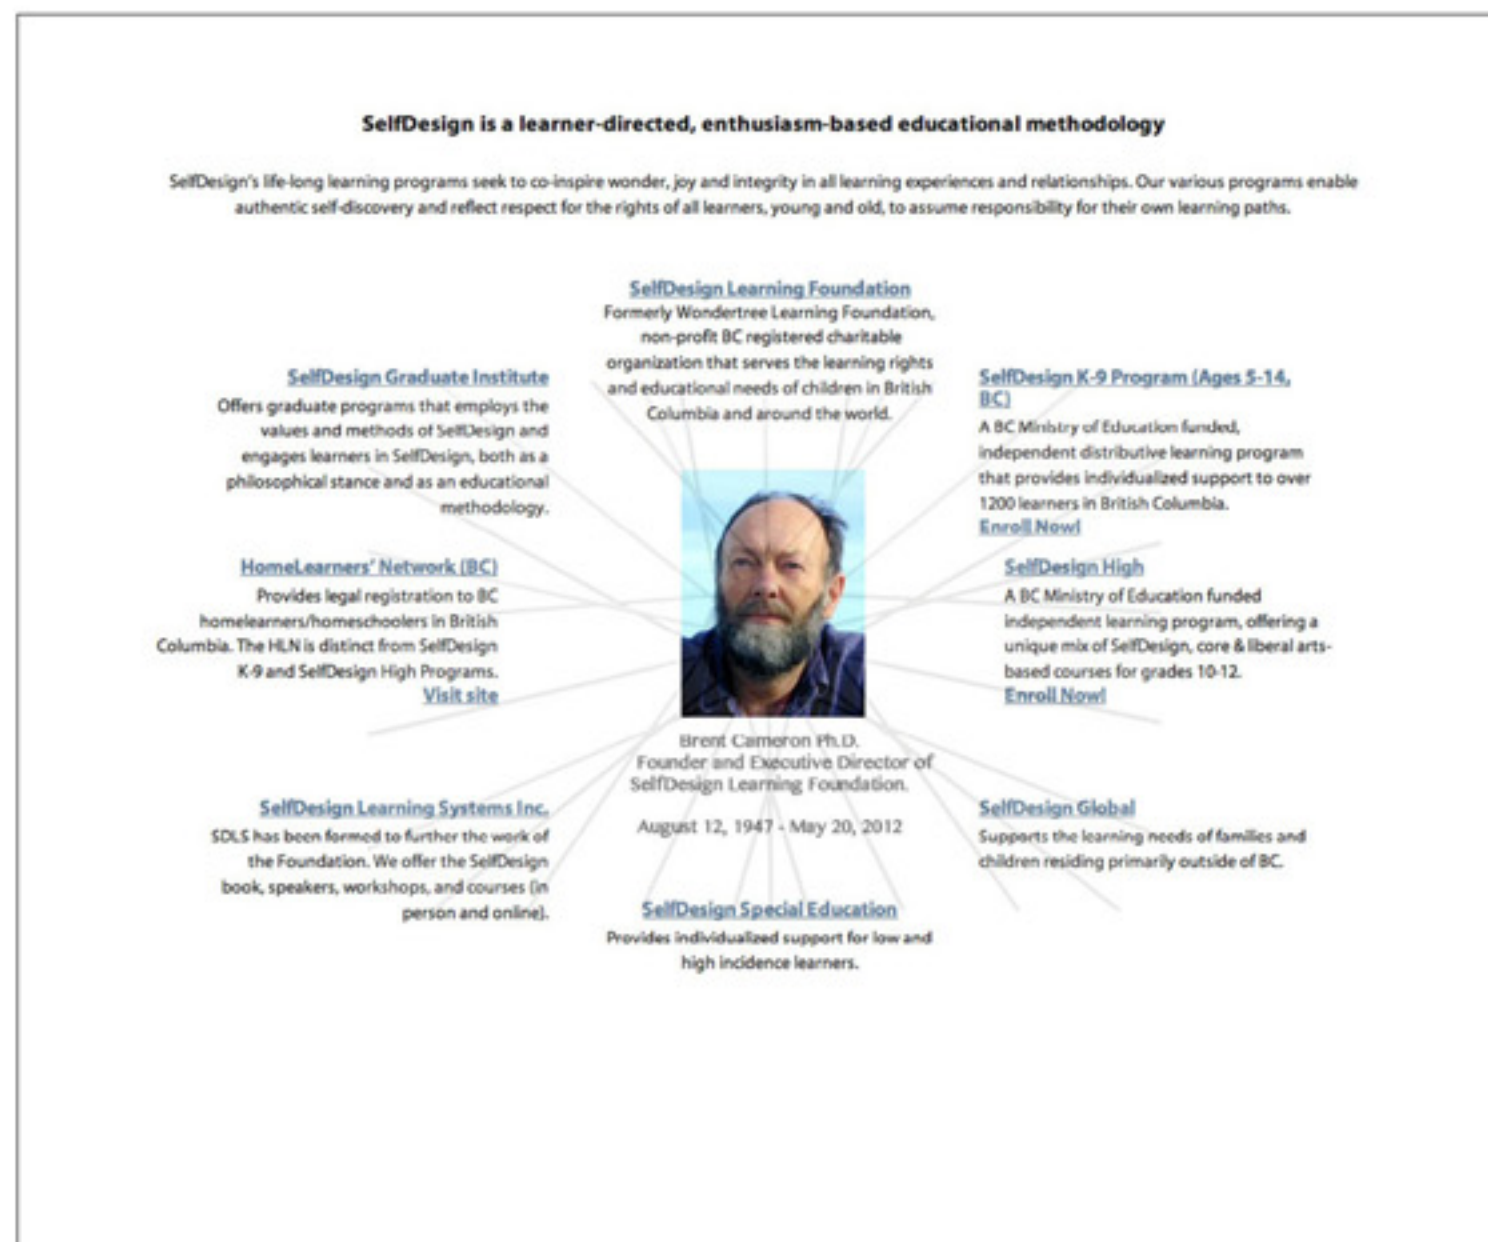 SelfDesign is a learner-directed, enthusiasm-based educational methodology
SelfDesign's life-long learning programs seek to co-inspire wonder, joy and integrity in all learning experiences and relationships. Our various programs enable
authentic self-discovery and reflect respect for the rights of all learners, young and old, to assume responsibility for their own learning paths.
SelfDesign Learning Foundation
Formerly Wondertree Learning Foundation,
non-profit BC registered charitable
organization that serves the learning rights
and educational needs of children in British
Columbia and around the world.
SelfDesign Graduate Institute
Offers graduate programs that employs the
values and methods of SelfDesign and
engages learners in SelfDesign, both as a
philosophical stance and as an educational
methodology.
SelfDesign K-9 Program (Ages 5-14,
BC)
A BC Ministry of Education funded,
independent distributive learning program
that provides individualized support to over
1200 learners in British Columbia.
Enroll Now!
HomeLearners' Network (BC)
Provides legal registration to BC
homelearners/homeschoolers in British
Columbia. The HLN is distinct from SelfDesign
K-9 and SelfDesign High Programs.
Visit site
SelfDesign High
A BC Ministry of Education funded
independent learning program, offering a
unique mix of SelfDesign, core & liberal arts-
based courses for grades 10-12.
Enroll Now!
Brent Cameron Ph.D.
Founder and Executive Director of
SelfDesign Learning Foundation.
August 12, 1947 - May 20, 2012
SelfDesign Learning Systems Inc.
SDLS has been formed to further the work of
the Foundation. We offer the SelfDesign
book, speakers, workshops, and courses (in
person and online).
SelfDesign Global
Supports the learning needs of families and
children residing primarily outside of BC.
SelfDesign Special Education
Provides individualized support for low and
high incidence learners.